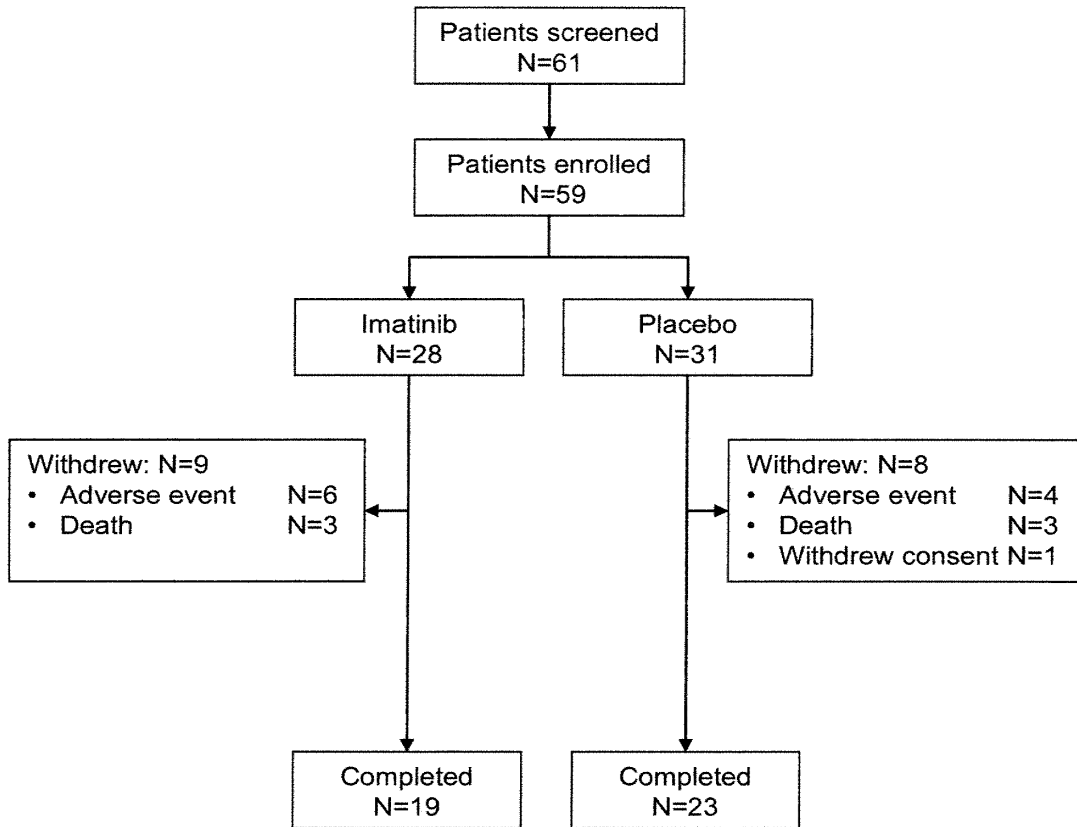 Patients screened
N=61
Patients enrolled
N=59
Imatinib
N=28
Placebo
N=31
Withdrew: N=9
• Adverse event N=6
• Death N=3
Withdrew: N=8
• Adverse event N=4
• Death N=3
• Withdrew consent N=1
Completed
N=19
Completed
N=23